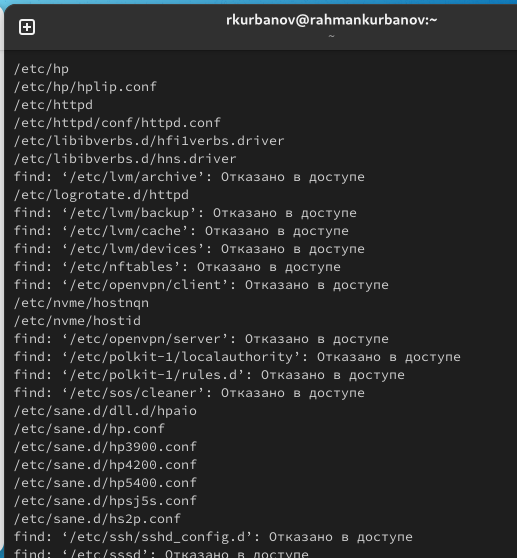 rkurbanov@rahmankurbanov:~
~
/etc/hp
/etc/hp/hplip.conf
/etc/httpd
/etc/httpd/conf/httpd.conf
/etc/libibverbs.d/hfi1verbs.driver
/etc/libibverbs.d/hns.driver
find: ‘/etc/lvm/archive’: Отказано в доступе
/etc/logrotate.d/httpd
find: ‘/etc/lvm/backup’: Отказано в доступе
find: ‘/etc/lvm/cache’: Отказано в доступе
find: ‘/etc/lvm/devices’: Отказано в доступе
find: ‘/etc/nftables’: Отказано в доступе
find: ‘/etc/openvpn/client’: Отказано в доступе
/etc/nvme/hostnqn
/etc/nvme/hostid
find: ‘/etc/openvpn/server’: Отказано в доступе
find: ‘/etc/polkit-1/localauthority’: Отказано в доступе
find: ‘/etc/polkit-1/rules.d’: Отказано в доступе
find: ‘/etc/sos/cleaner’: Отказано в доступе
/etc/sane.d/dll.d/hpaio
/etc/sane.d/hp.conf
/etc/sane.d/hp3900.conf
/etc/sane.d/hp4200.conf
/etc/sane.d/hp5400.conf
/etc/sane.d/hpsj5s.conf
/etc/sane.d/hs2p.conf
find: ‘/etc/ssh/sshd_config.d’: Отказано в доступе
find: ‘/etc/sssd’: Отказано в доступе